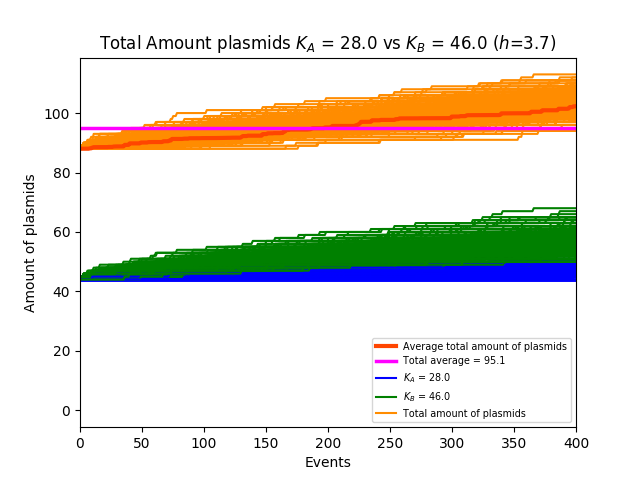 Total Amount plasmids K_A = 28.0 vs K_B = 46.0 (h=3.7)
Amount of plasmids
100
80
60
40
20
0
Average total amount of plasmids
Total average = 95.1
K_A = 28.0
K_B = 46.0
Total amount of plasmids
0 50 100 150 200 250 300 350 400
Events